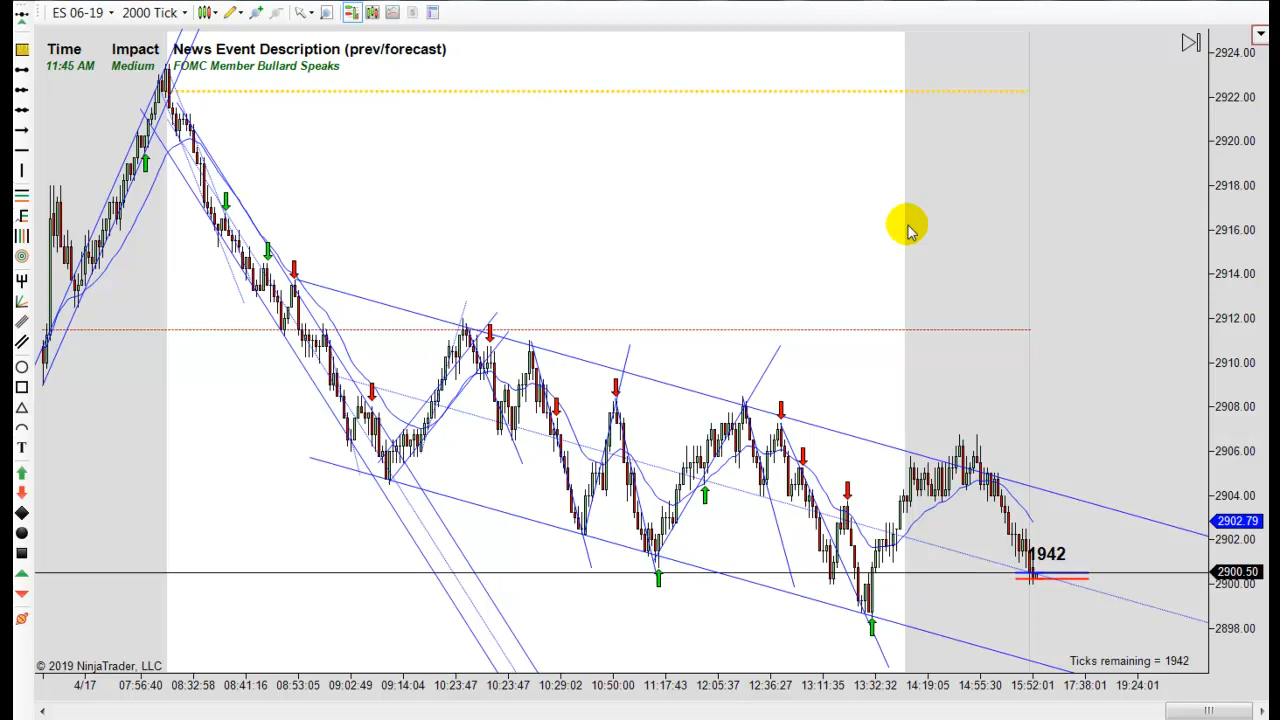 ES 06-19 2000 Tick
Time Impact News Event Description (prev/forecast)
11:45 AM Medium FOMC Member Bullard Speaks
2924.00
2922.00
2920.00
2918.00
2916.00
2914.00
2912.00
2910.00
2908.00
2906.00
2904.00
2902.79
2902.00
1942
2900.50
2900.00
2898.00
© 2019 NinjaTrader, LLC
Ticks remaining = 1942
4/17 07:56:40 08:32:58 08:41:16 08:53:05 09:02:49 09:14:04 10:23:47 10:23:47 10:29:02 10:50:00 11:17:43 12:05:37 12:36:27 13:11:35 13:32:32 14:19:05 14:55:30 15:52:01 17:38:01 19:24:01